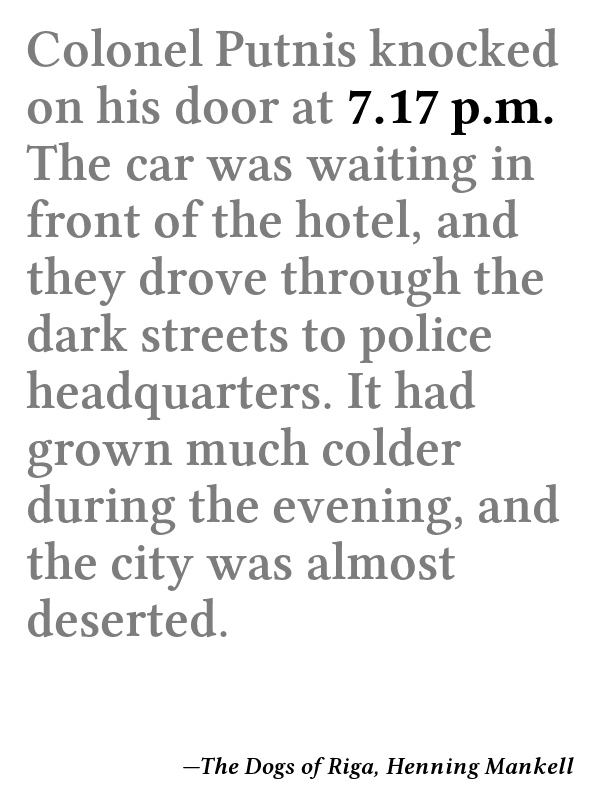 Colonel Putnis knocked
on his door at 7.17 p.m.
The car was waiting in
front of the hotel, and
they drove through the
dark streets to police
headquarters. It had
grown much colder
during the evening, and
the city was almost
deserted.
—The Dogs of Riga, Henning Mankell